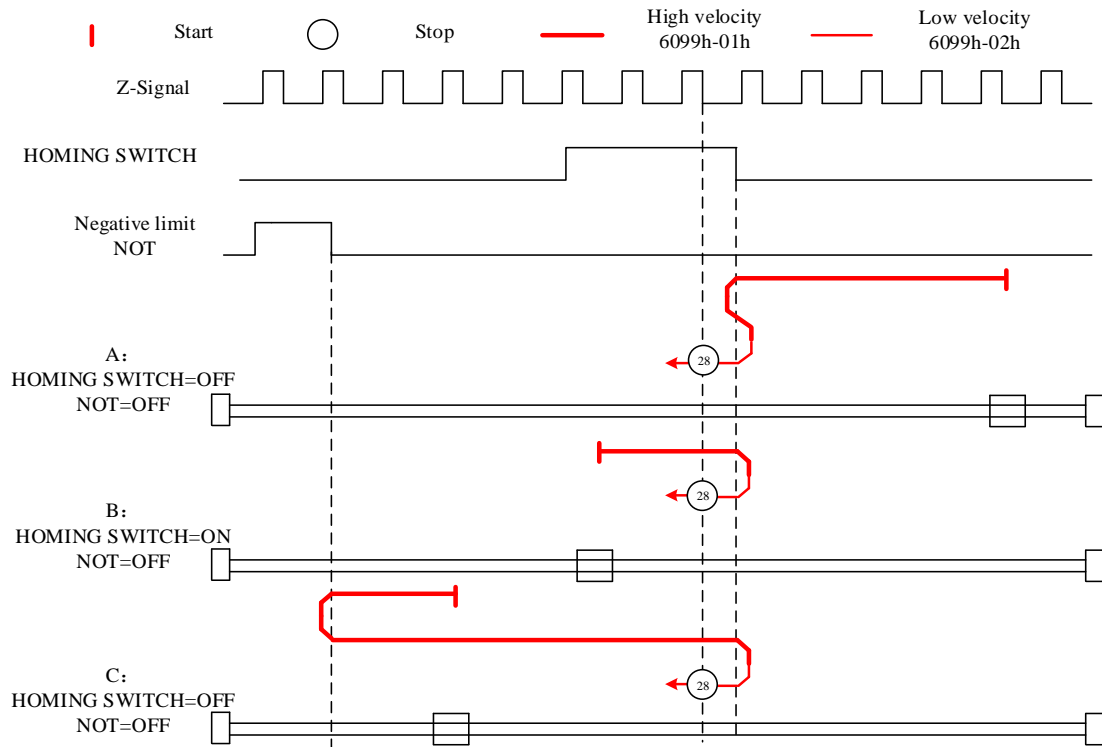 Start
Stop
High velocity
6099h-01h
Low velocity
6099h-02h
Z-Signal
HOMING SWITCH
Negative limit
NOT
28
A：
HOMING SWITCH=OFF
NOT=OFF
28
B：
HOMING SWITCH=ON
NOT=OFF
28
C：
HOMING SWITCH=OFF
NOT=OFF